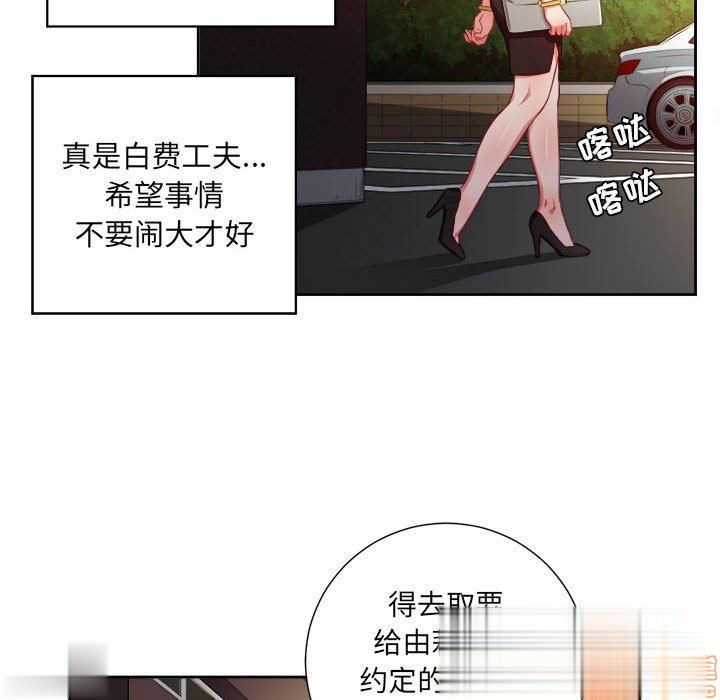 真是白费工夫...
希望事情
不要闹大才好
喀哒
喀哒
得去取要
给由
约定的